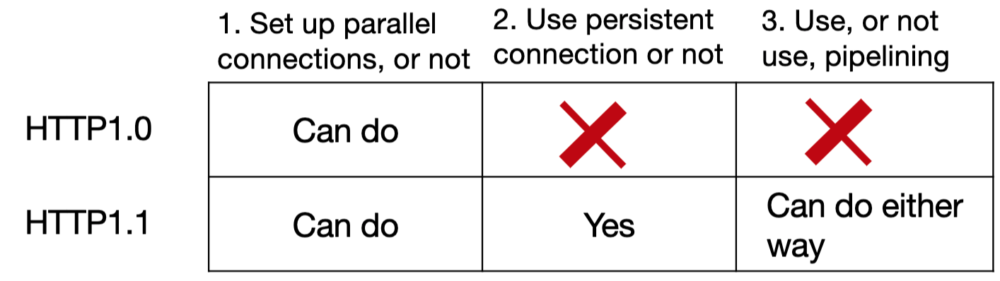 1. Set up parallel
connections, or not
2. Use persistent
connection or not
3. Use, or not
use, pipelining
HTTP1.0
Can do
HTTP1.1
Can do
Yes
Can do either
way